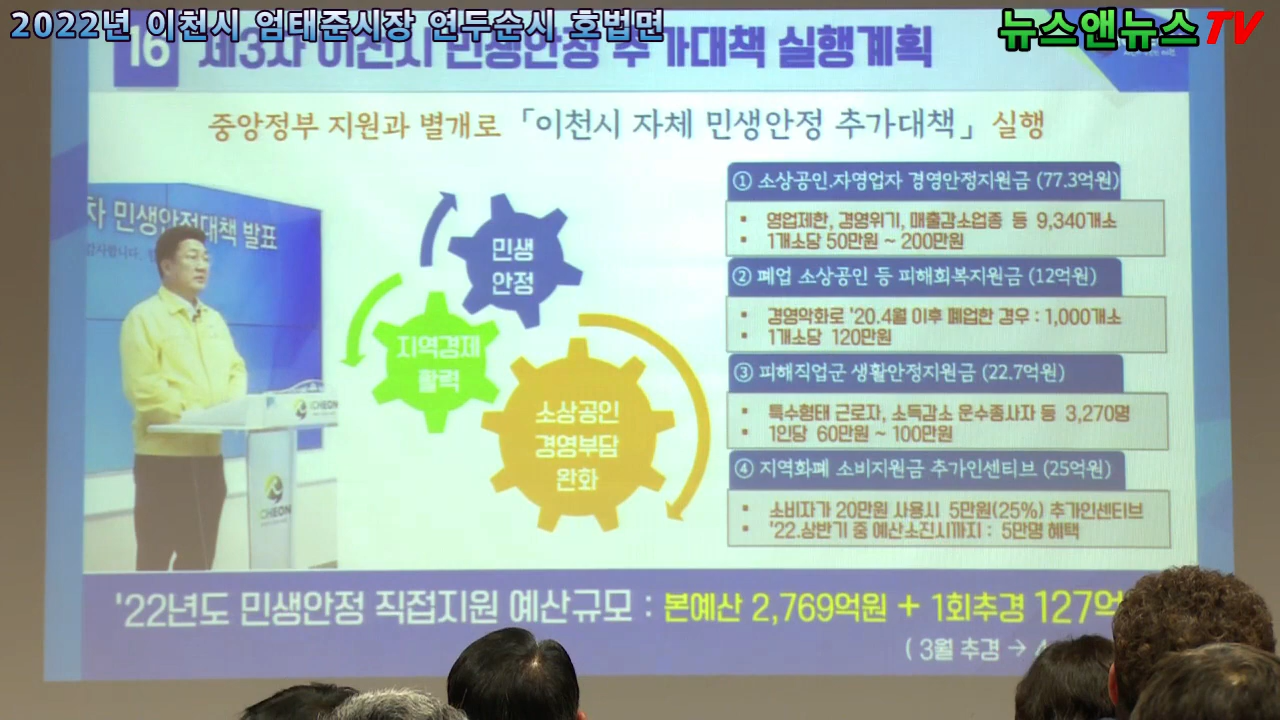 2022년 이천시 엄태준시장 연두순시 호법면
뉴스앤뉴스TV
16 제3차 이천시 민생안정 추가대책 실행계획
중앙정부 지원과 별개로 「이천시 자체 민생안정 추가대책」 실행
차 민생안정대책 발표
민생
안정
지역경제
활력
소상공인
경영부담
완화
ICHEON
ICHEON
① 소상공인.자영업자 경영안정지원금 (77.3억원)
▪ 영업제한, 경영위기, 매출감소업종 등 9,340개소
▪ 1개소당 50만원 ~ 200만원
② 폐업 소상공인 등 피해회복지원금 (12억원)
▪ 경영악화로 '20.4월 이후 폐업한 경우 : 1,000개소
▪ 1개소당 120만원
③ 피해직업군 생활안정지원금 (22.7억원)
▪ 특수형태 근로자, 소득감소 운수종사자 등 3,270명
▪ 1인당 60만원 ~ 100만원
④ 지역화폐 소비지원금 추가인센티브 (25억원)
▪ 소비자가 20만원 사용시 5만원(25%) 추가인센티브
▪ '22.상반기 중 예산소진시까지 : 5만명 혜택
'22년도 민생안정 직접지원 예산규모 : 본예산 2,769억원 + 1회추경 127억
( 3월 추경 →